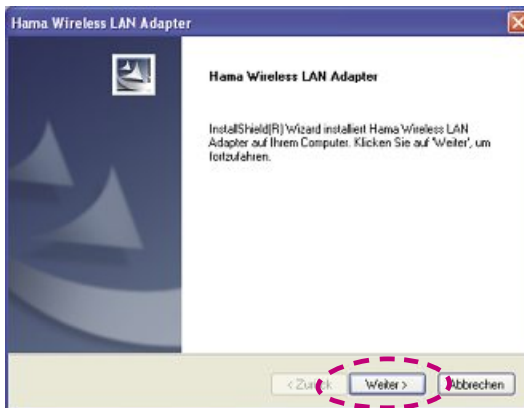 Hama Wireless LAN Adapter
Hama Wireless LAN Adapter
InstallShield(R) Wizard installiert Hama Wireless LAN
Adapter auf Ihrem Computer. Klicken Sie auf 'Weiter', um
fortzufahren.
< Zurück Weiter > Abbrechen